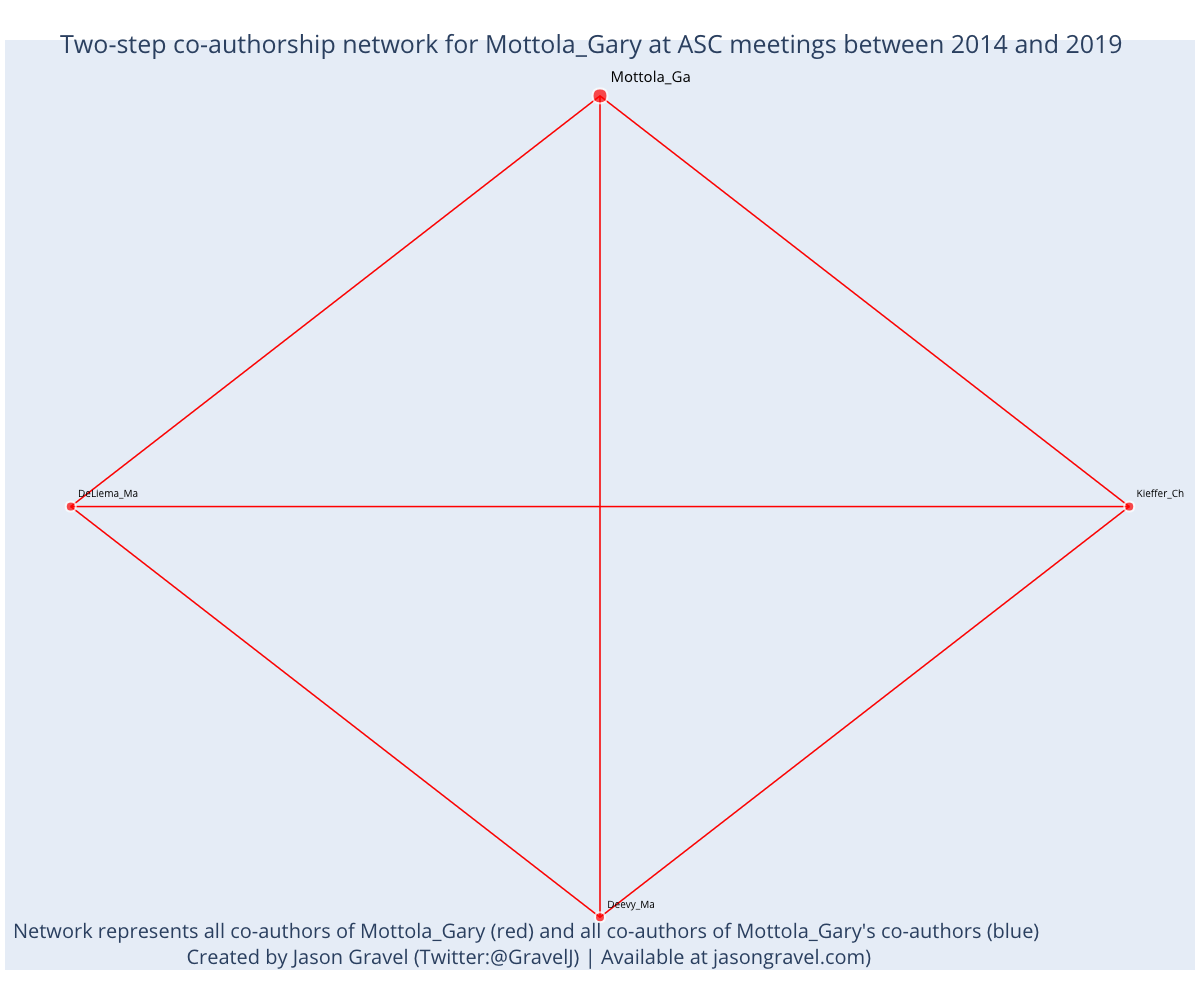 Two-step co-authorship network for Mottola_Gary at ASC meetings between 2014 and 2019
Mottola_Ga
DeLiema_Ma
Kieffer_Ch
Deevy_Ma
Network represents all co-authors of Mottola_Gary (red) and all co-authors of Mottola_Gary's co-authors (blue)
Created by Jason Gravel (Twitter:@GravelJ) | Available at jasongravel.com)